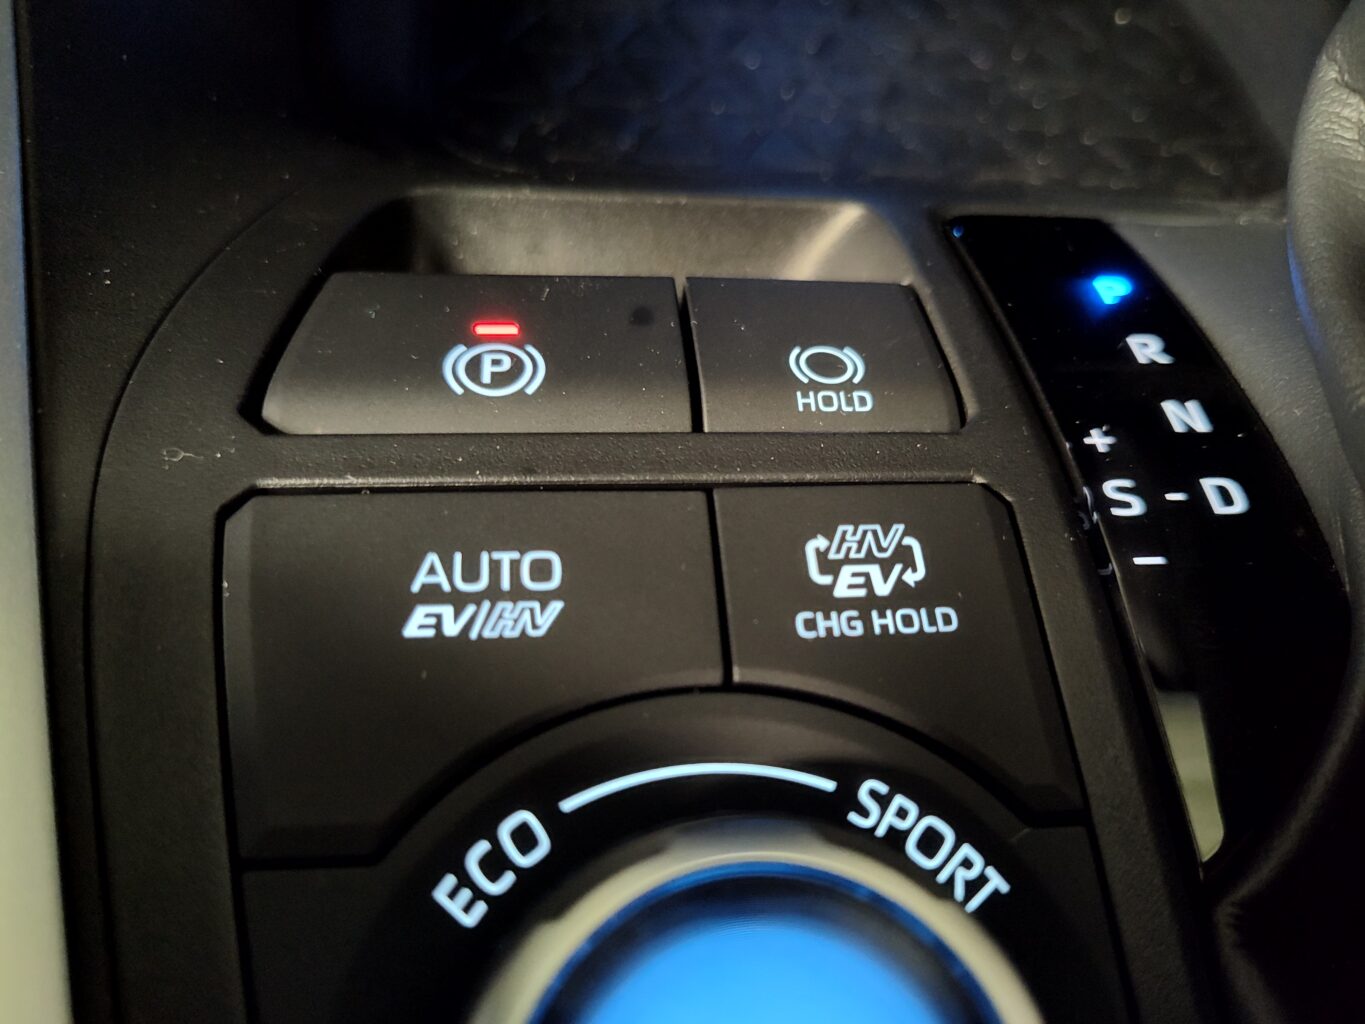 P
HOLD
AUTO
EV|HV
HV
EV
CHG HOLD
ECO
SPORT
P
R
N
+
S - D
-